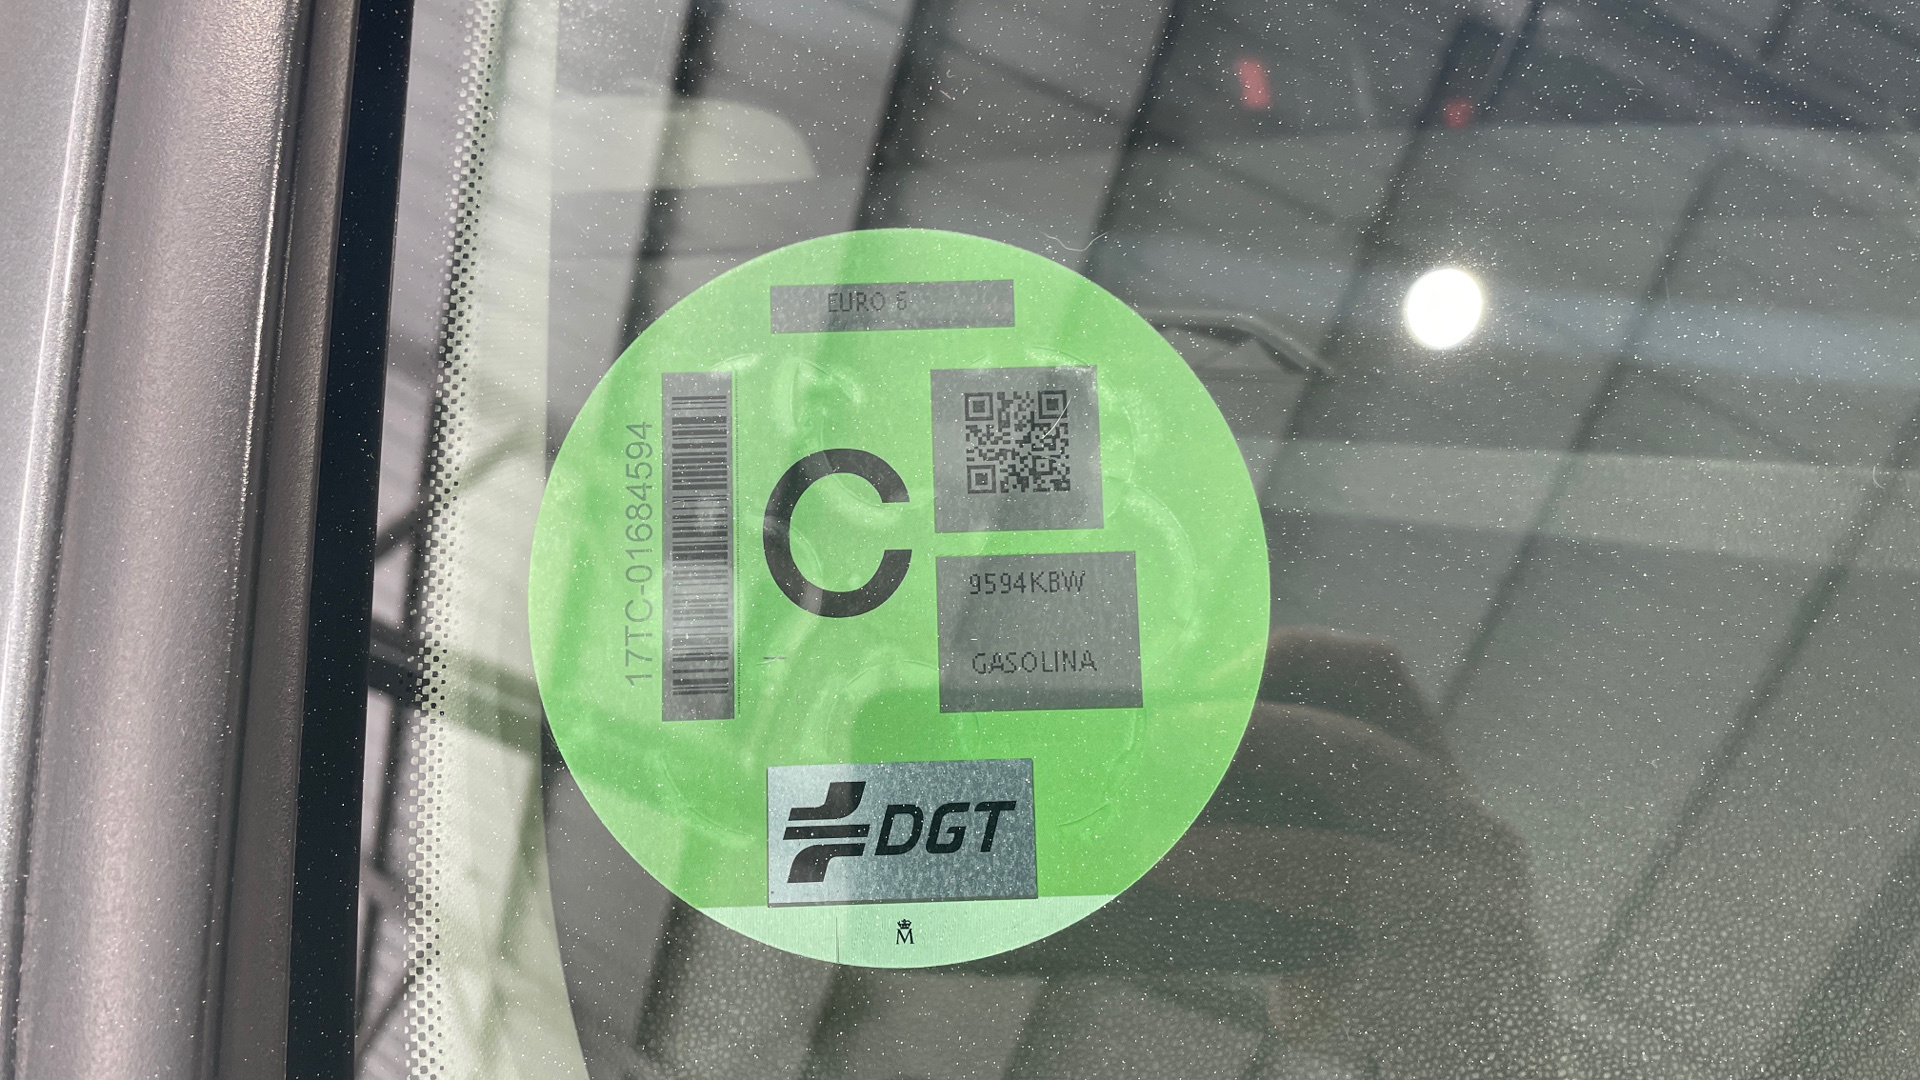 EURO 6
17TC-01684594
C
9594KBW
GASOLINA
DGT
M